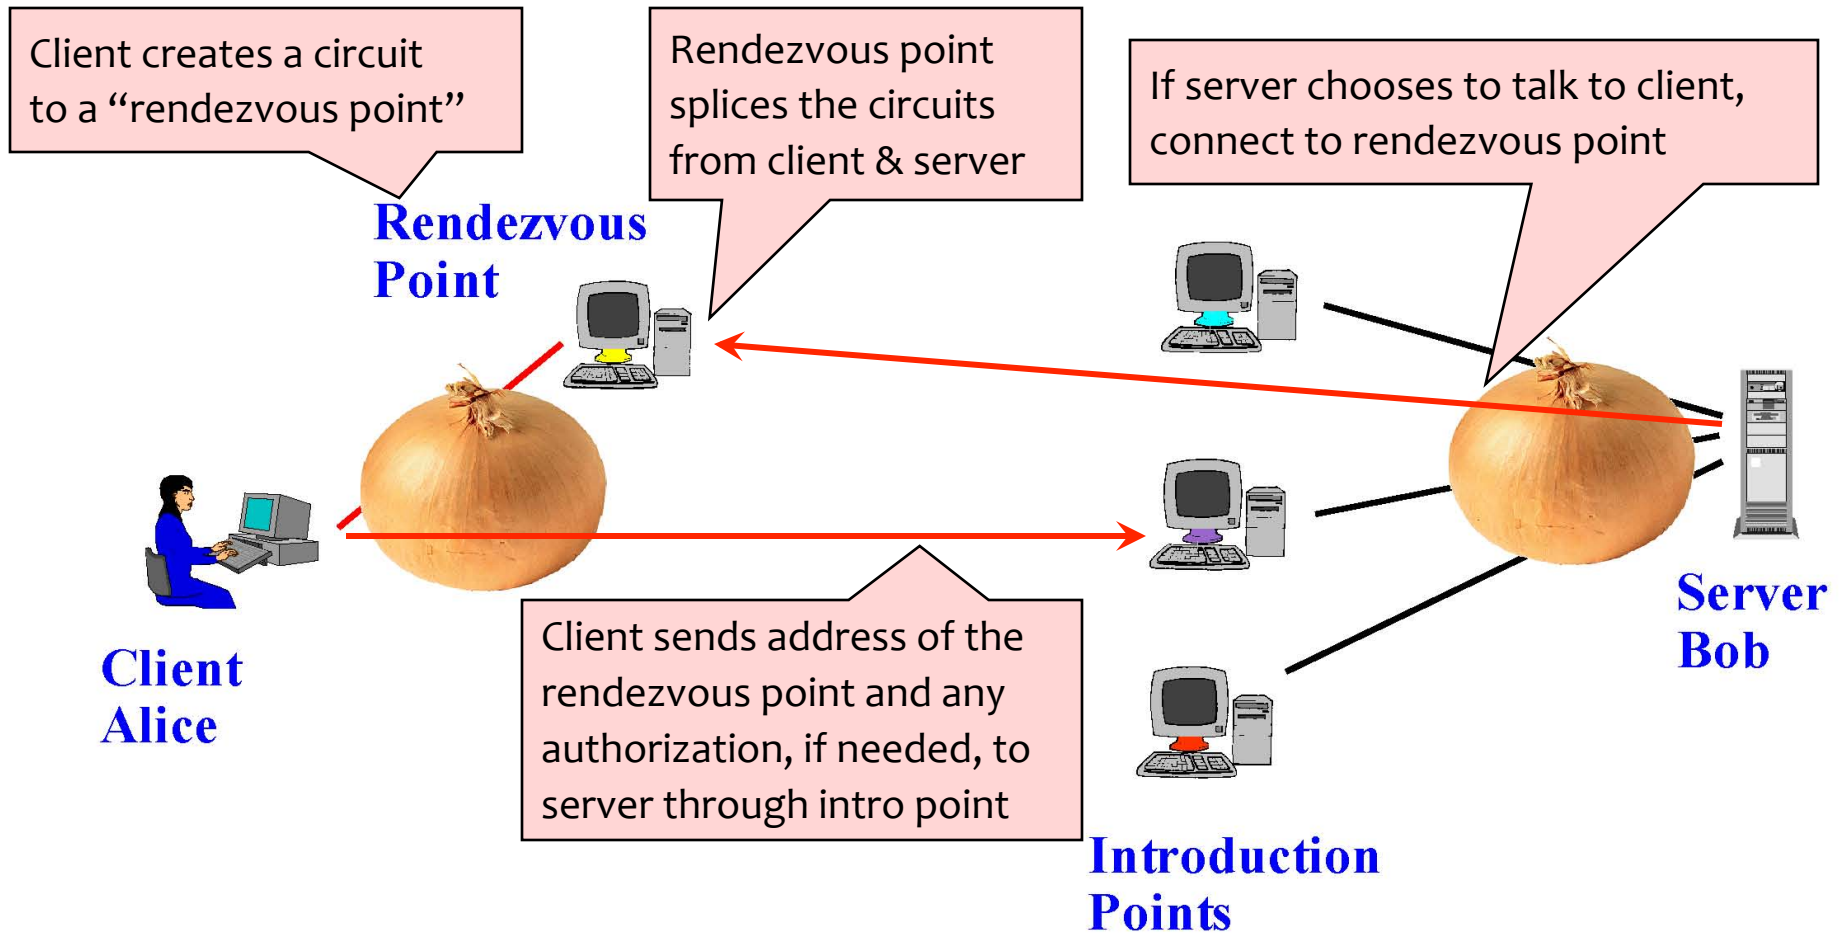 Client creates a circuit
to a “rendezvous point”
Rendezvous point
splices the circuits
from client & server
If server chooses to talk to client,
connect to rendezvous point
Rendezvous
Point
Client sends address of the
rendezvous point and any
authorization, if needed, to
server through intro point
Client
Alice
Server
Bob
Introduction
Points